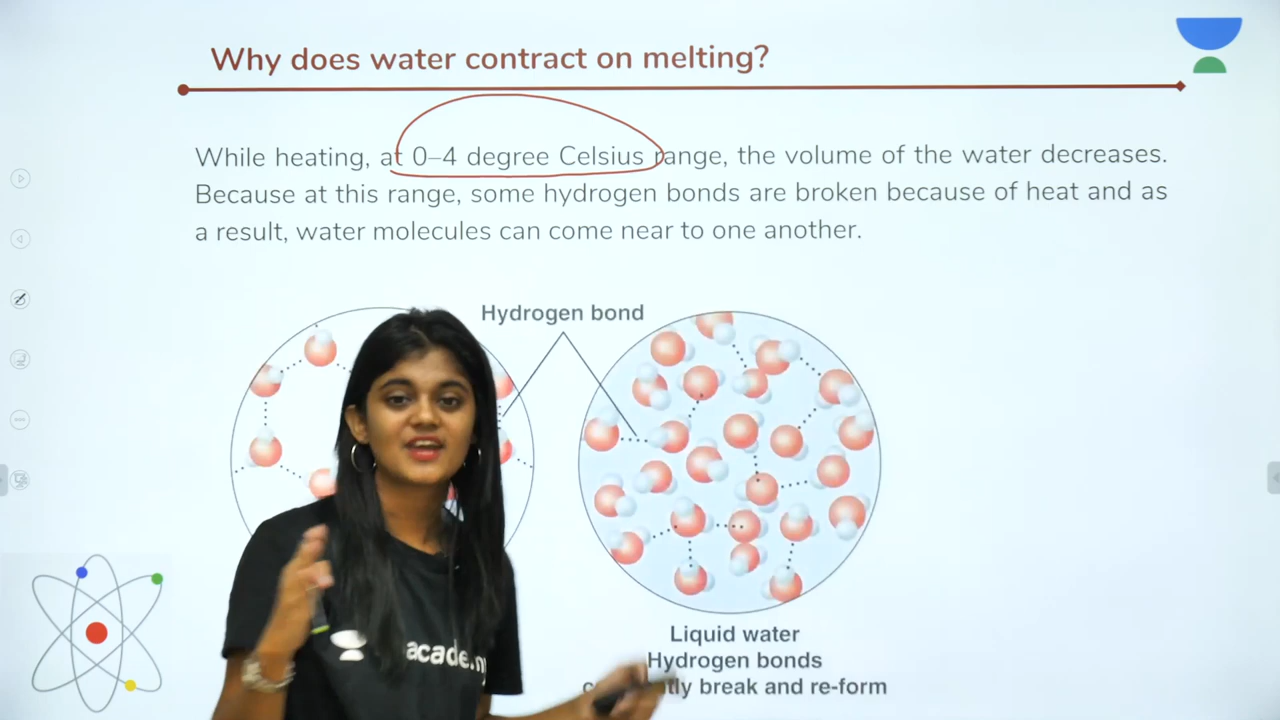 Why does water contract on melting?
While heating, at 0–4 degree Celsius range, the volume of the water decreases.
Because at this range, some hydrogen bonds are broken because of heat and as
a result, water molecules can come near to one another.
Hydrogen bond
Liquid water
Hydrogen bonds
break and re-form